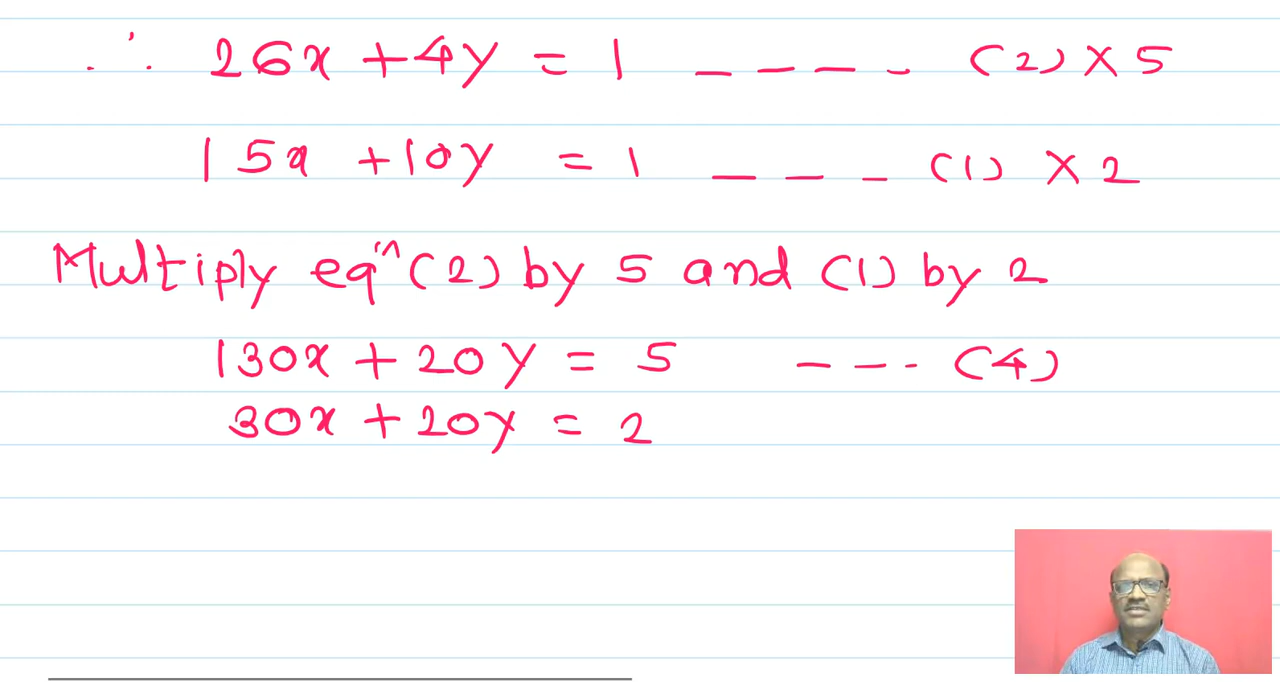 ∴ 26x + 4y = 1 ---- (2) × 5
15x + 10y = 1 --- (1) × 2
Multiply eqⁿ (2) by 5 and (1) by 2
130x + 20y = 5 --- (4)
30x + 20y = 2